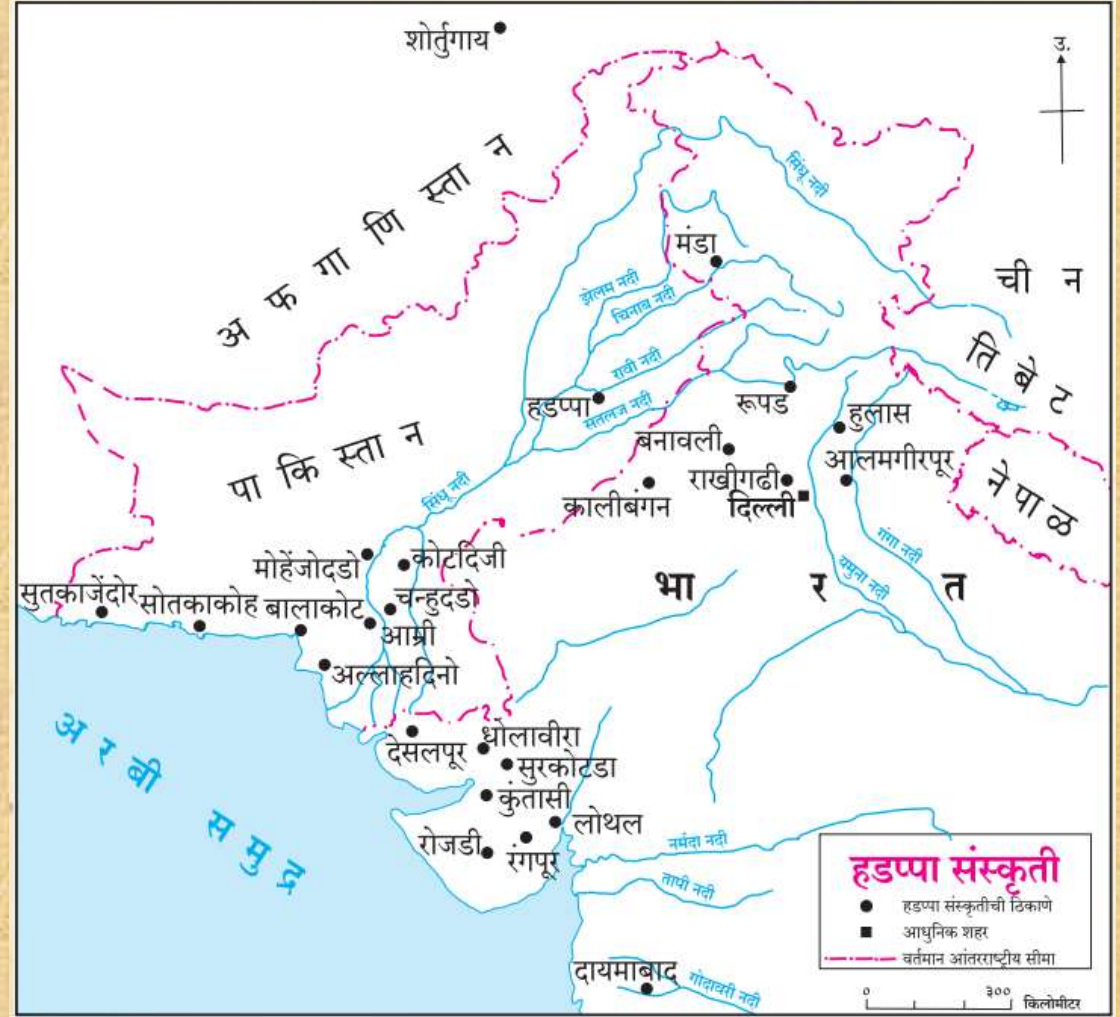 शोर्तुगाय
उ.
अफगाणिस्तान
सिंधू नदी
मंडा
चीन
झेलम नदी
चिनाब नदी
तिबेट
रावी नदी
हडप्पा
सतलज नदी
रूपड
हुलास
बनावली
आलमगीरपूर
पाकिस्तान
राखीगढी
नेपाळ
कालीबंगन
दिल्ली
सिंधू नदी
गंगा नदी
मोहेंजोदडो
कोटदिजी
यमुना नदी
भारत
सुतकाजेंदोर
सोतकाकोह
बालाकोट
चन्हुदडो
आम्री
अल्लाहदिनो
अरबी समुद्र
देसलपूर
धोलावीरा
सुरकोटडा
कुंतासी
लोथल
रोजडी
रंगपूर
नर्मदा नदी
तापी नदी
दायमाबाद
गोदावरी नदी
हडप्पा संस्कृती
हडप्पा संस्कृतीची ठिकाणे
आधुनिक शहर
वर्तमान आंतरराष्ट्रीय सीमा
० ३००
किलोमीटर